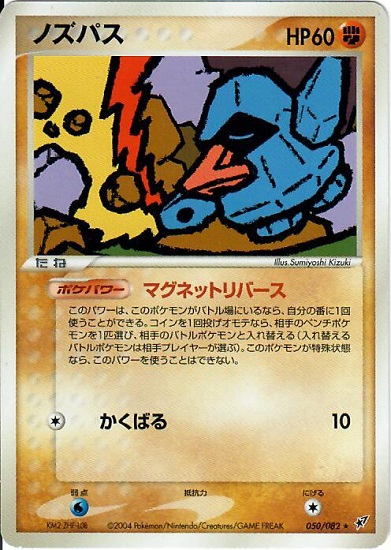 ノズパス HP60
たね
Illus.Sumiyoshi Kizuki
ポケパワー マグネットリバース
このパワーは、このポケモンがバトル場にいるなら、自分の番に1回
使うことができる。コインを1回投げオモテなら、相手のベンチポケモン
を1匹選び、相手のバトルポケモンと入れ替える（入れ替える
バトルポケモンは相手プレイヤーが選ぶ）。このポケモンが特殊状態
なら、このパワーを使うことはできない。
かくばる 10
弱点 抵抗力 にげる
©2004 Pokémon/Nintendo/Creatures/GAME FREAK
050/082 ★